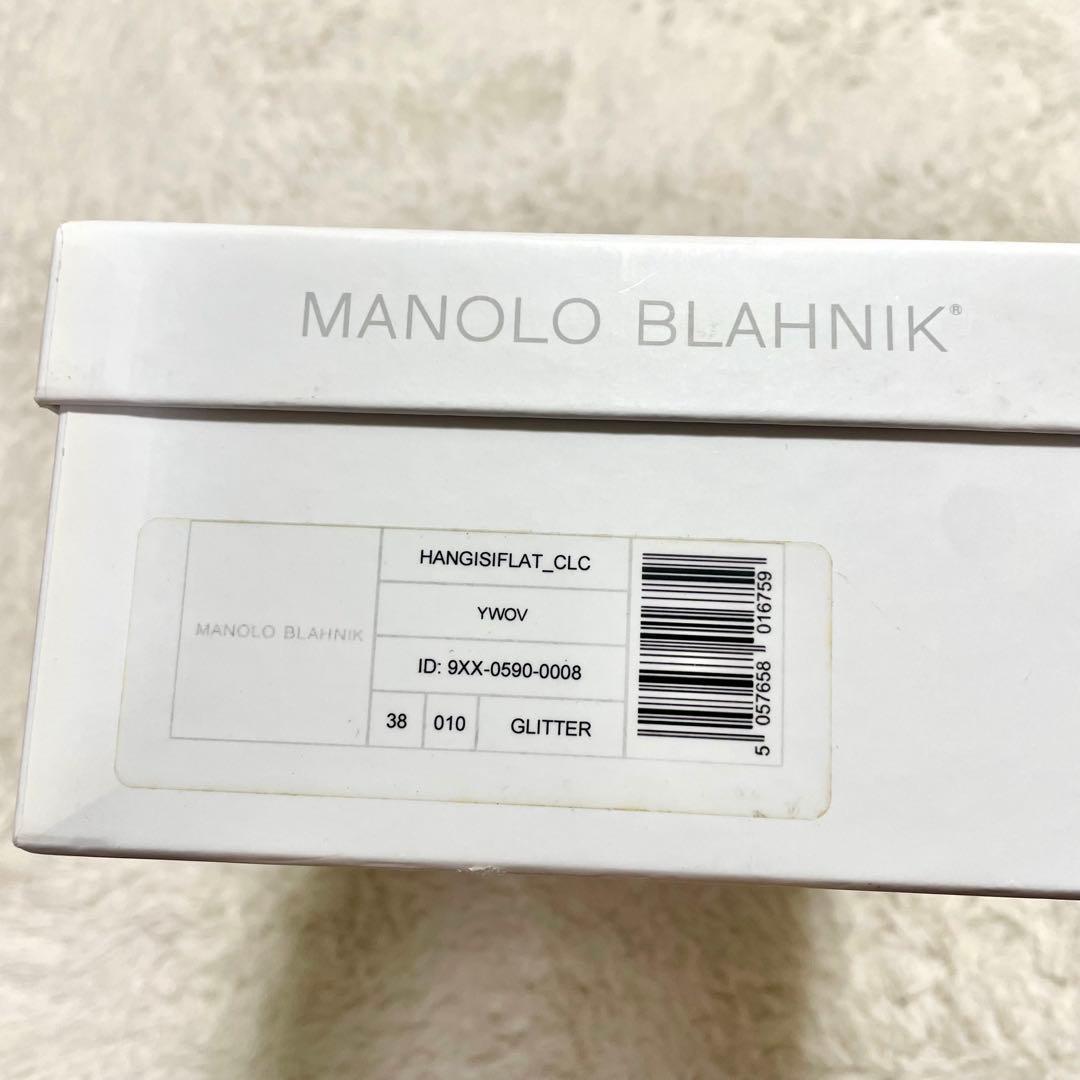 MANOLO BLAHNIK®
MANOLO BLAHNIK
HANGISIFLAT_CLC
YWOV
ID: 9XX-0590-0008
38 010 GLITTER
5 057658 016759